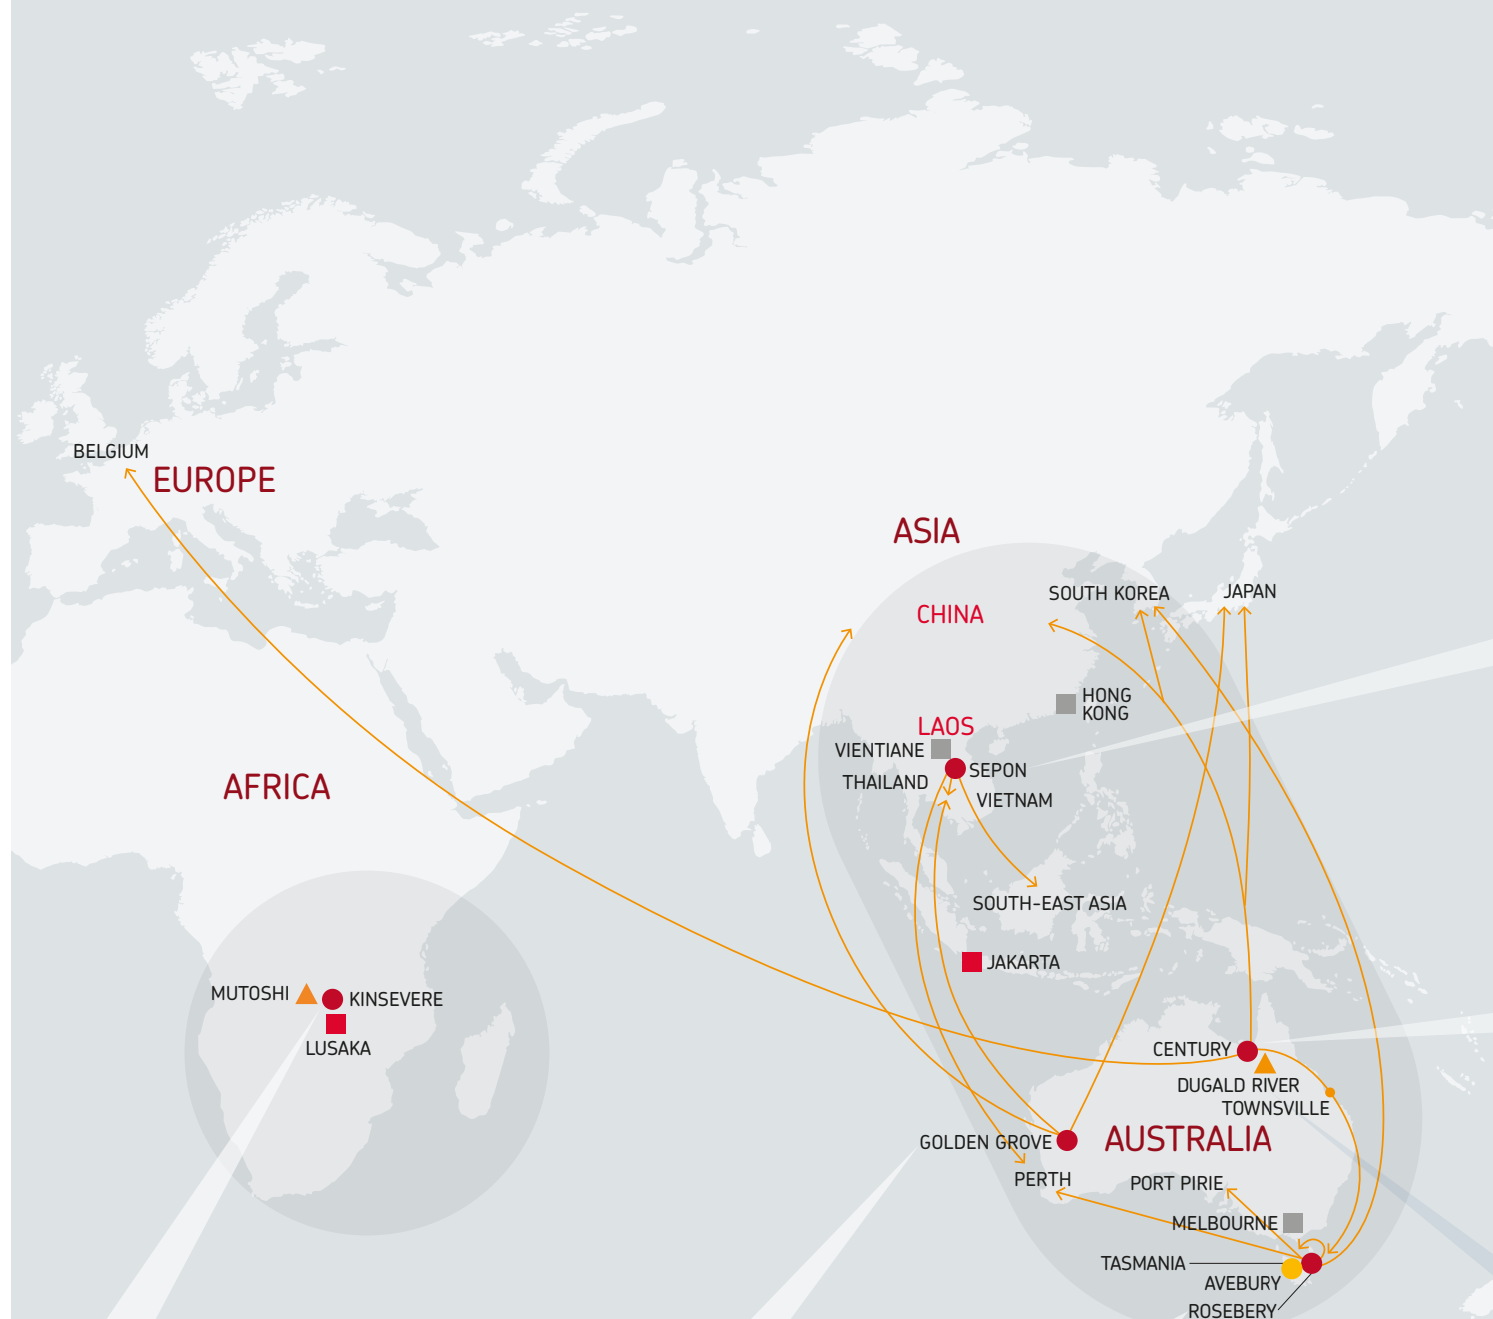 BELGIUM
EUROPE
ASIA
SOUTH KOREA
JAPAN
CHINA
HONG
KONG
LAOS
VIENTIANE
SEPON
THAILAND
VIETNAM
AFRICA
SOUTH-EAST ASIA
JAKARTA
MUTOSHI
KINSEVERE
LUSAKA
CENTURY
DUGALD RIVER
TOWNSVILLE
GOLDEN GROVE
AUSTRALIA
PERTH
PORT PIRIE
MELBOURNE
TASMANIA
AVEBURY
ROSEBERY